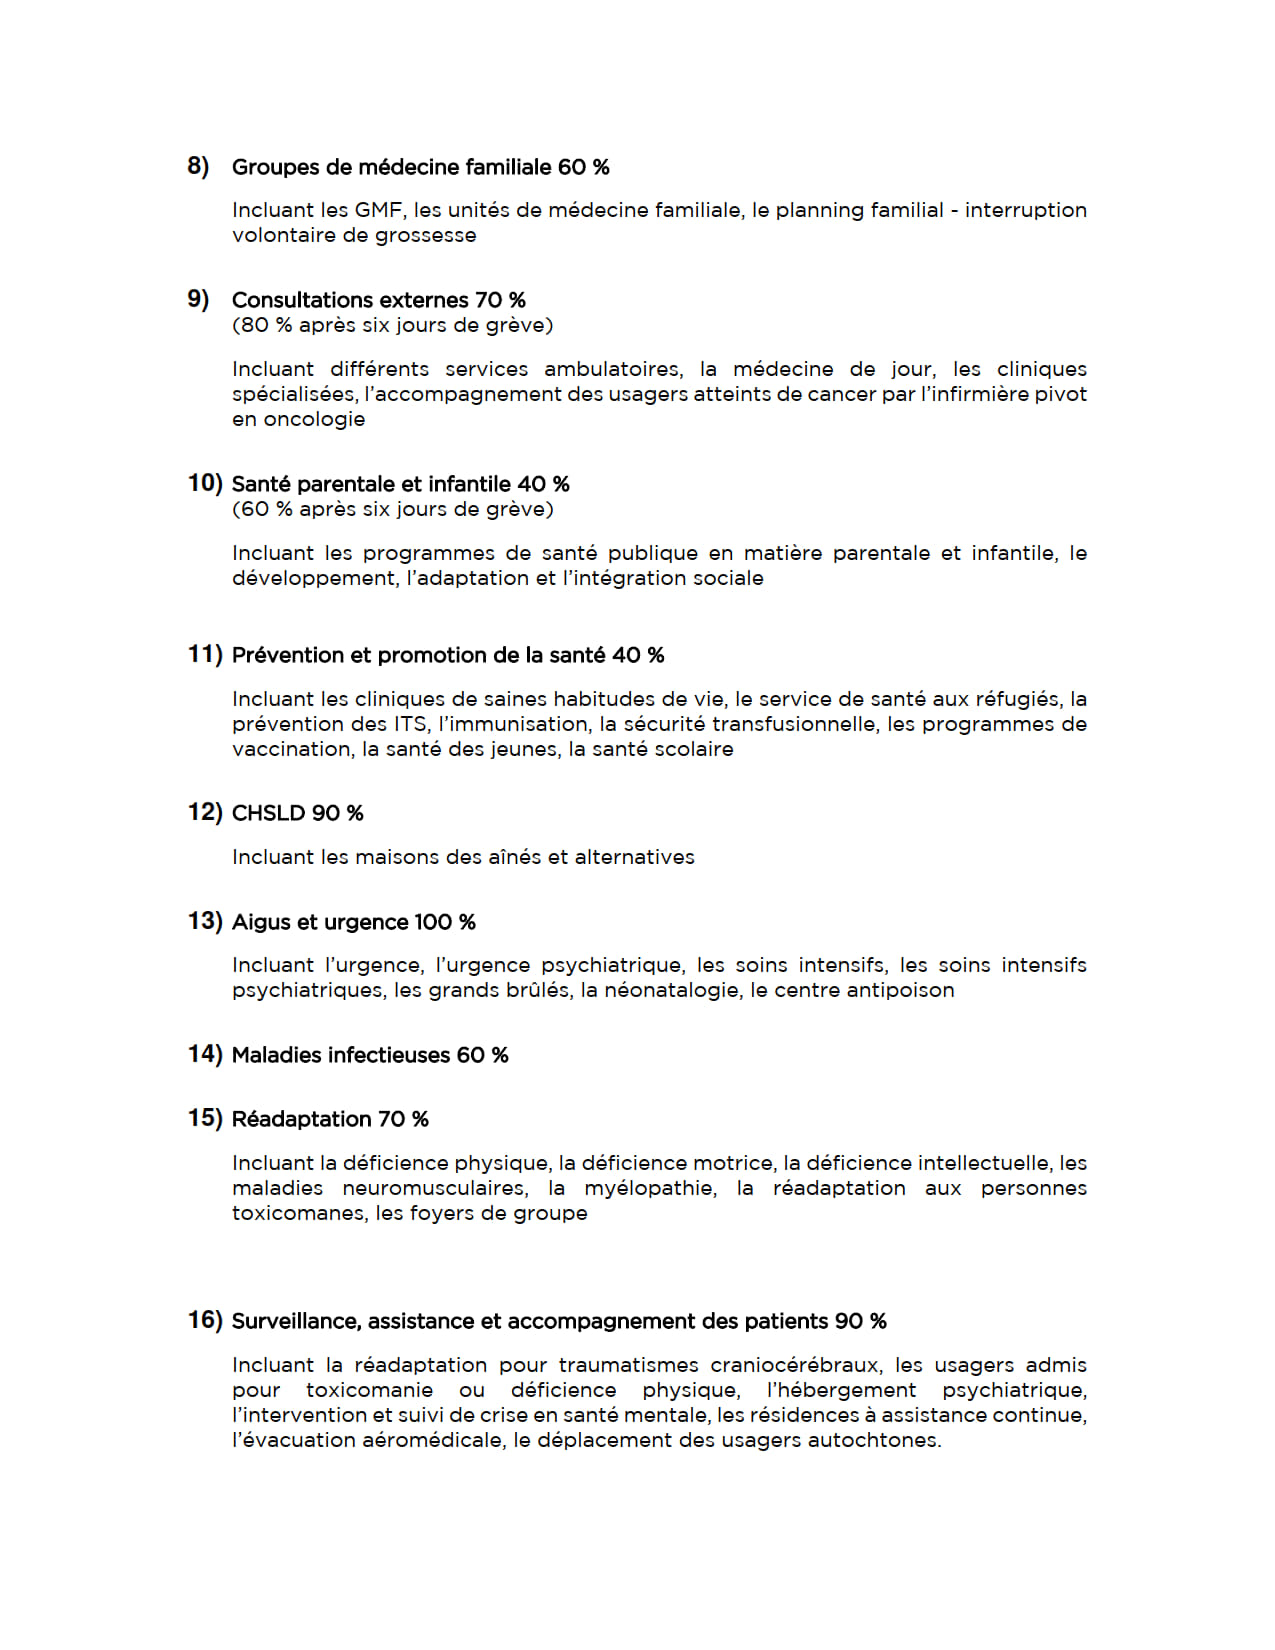 8) Groupes de médecine familiale 60 %
Incluant les GMF, les unités de médecine familiale, le planning familial - interruption
volontaire de grossesse
9) Consultations externes 70 %
(80 % après six jours de grève)
Incluant différents services ambulatoires, la médecine de jour, les cliniques
spécialisées, l’accompagnement des usagers atteints de cancer par l’infirmière pivot
en oncologie
10) Santé parentale et infantile 40 %
(60 % après six jours de grève)
Incluant les programmes de santé publique en matière parentale et infantile, le
développement, l’adaptation et l’intégration sociale
11) Prévention et promotion de la santé 40 %
Incluant les cliniques de saines habitudes de vie, le service de santé aux réfugiés, la
prévention des ITS, l’immunisation, la sécurité transfusionnelle, les programmes de
vaccination, la santé des jeunes, la santé scolaire
12) CHSLD 90 %
Incluant les maisons des aînés et alternatives
13) Aigus et urgence 100 %
Incluant l’urgence, l’urgence psychiatrique, les soins intensifs, les soins intensifs
psychiatriques, les grands brûlés, la néonatalogie, le centre antipoison
14) Maladies infectieuses 60 %
15) Réadaptation 70 %
Incluant la déficience physique, la déficience motrice, la déficience intellectuelle, les
maladies neuromusculaires, la myélopathie, la réadaptation aux personnes
toxicomanes, les foyers de groupe
16) Surveillance, assistance et accompagnement des patients 90 %
Incluant la réadaptation pour traumatismes craniocérébraux, les usagers admis
pour toxicomanie ou déficience physique, l’hébergement psychiatrique,
l’intervention et suivi de crise en santé mentale, les résidences à assistance continue,
l’évacuation aéromédicale, le déplacement des usagers autochtones.